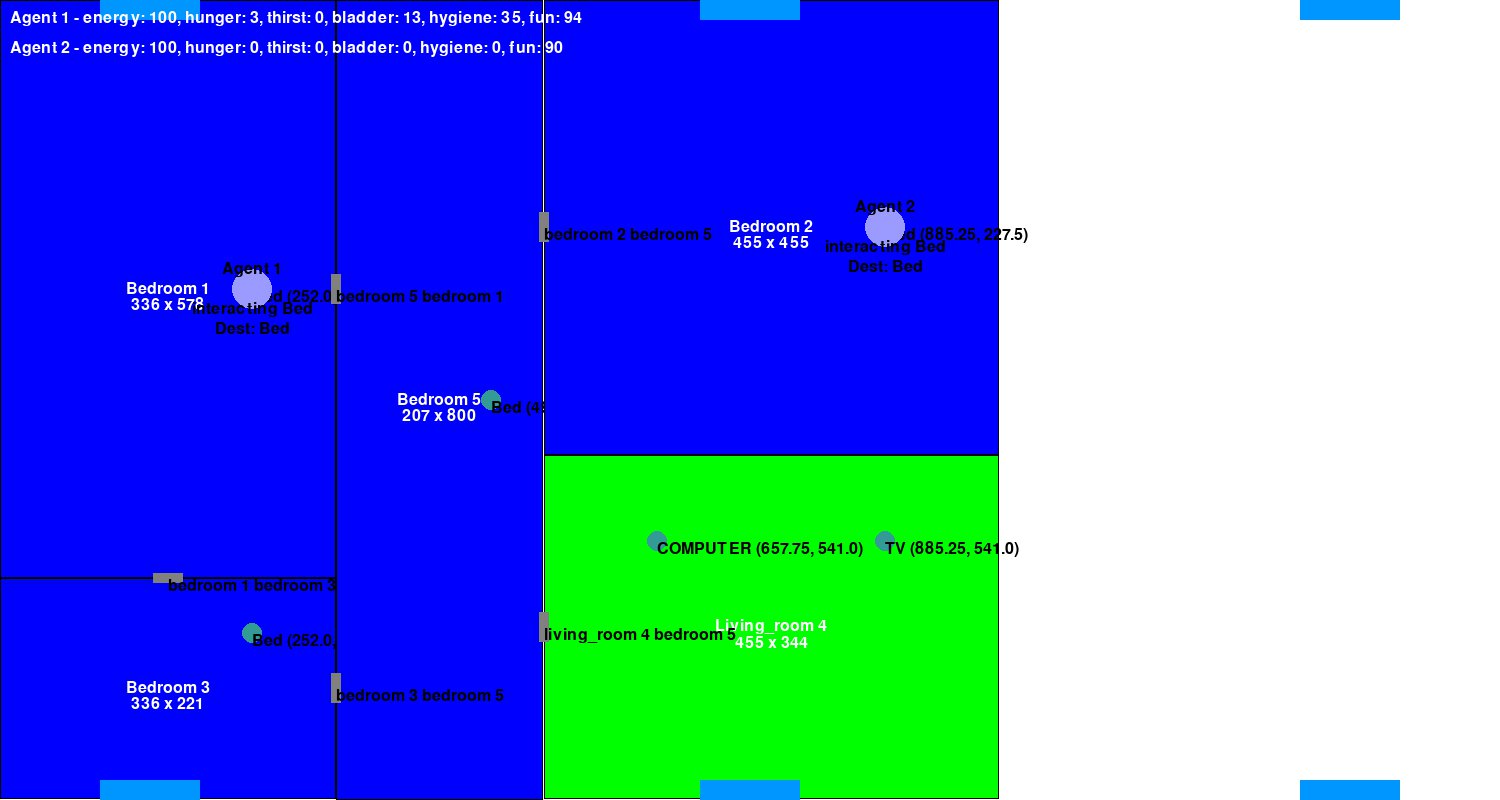 Agent 1 - energy: 100, hunger: 3, thirst: 0, bladder: 13, hygiene: 35, fun: 94
Agent 2 - energy: 100, hunger: 0, thirst: 0, bladder: 0, hygiene: 0, fun: 90
Agent 2
Bedroom 2
455 x 455
bedroom 2 bedroom 5
(885.25, 227.5)
interacting Bed
Dest: Bed
Agent 1
Bedroom 1
336 x 578
(252.0
bedroom 5 bedroom 1
interacting Bed
Dest: Bed
Bedroom 5
207 x 800
Bed
COMPUTER (657.75, 541.0)
TV (885.25, 541.0)
bedroom 1 bedroom 3
Living_room 4
455 x 344
living_room 4 bedroom 5
Bed (252.0,
Bedroom 3
336 x 221
bedroom 3 bedroom 5